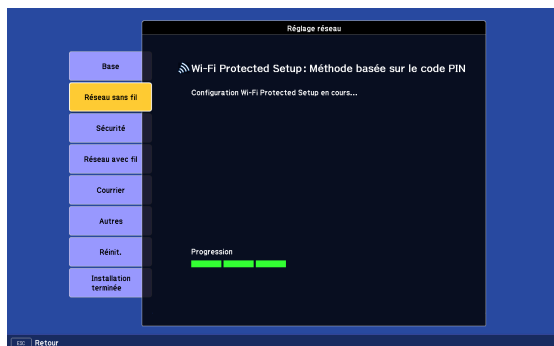 Réglage réseau
Base
Réseau sans fil
Sécurité
Réseau avec fil
Courrier
Autres
Réinit.
Installation
terminée
Wi-Fi Protected Setup: Méthode basée sur le code PIN
Configuration Wi-Fi Protected Setup en cours...
Progression
ESC Retour